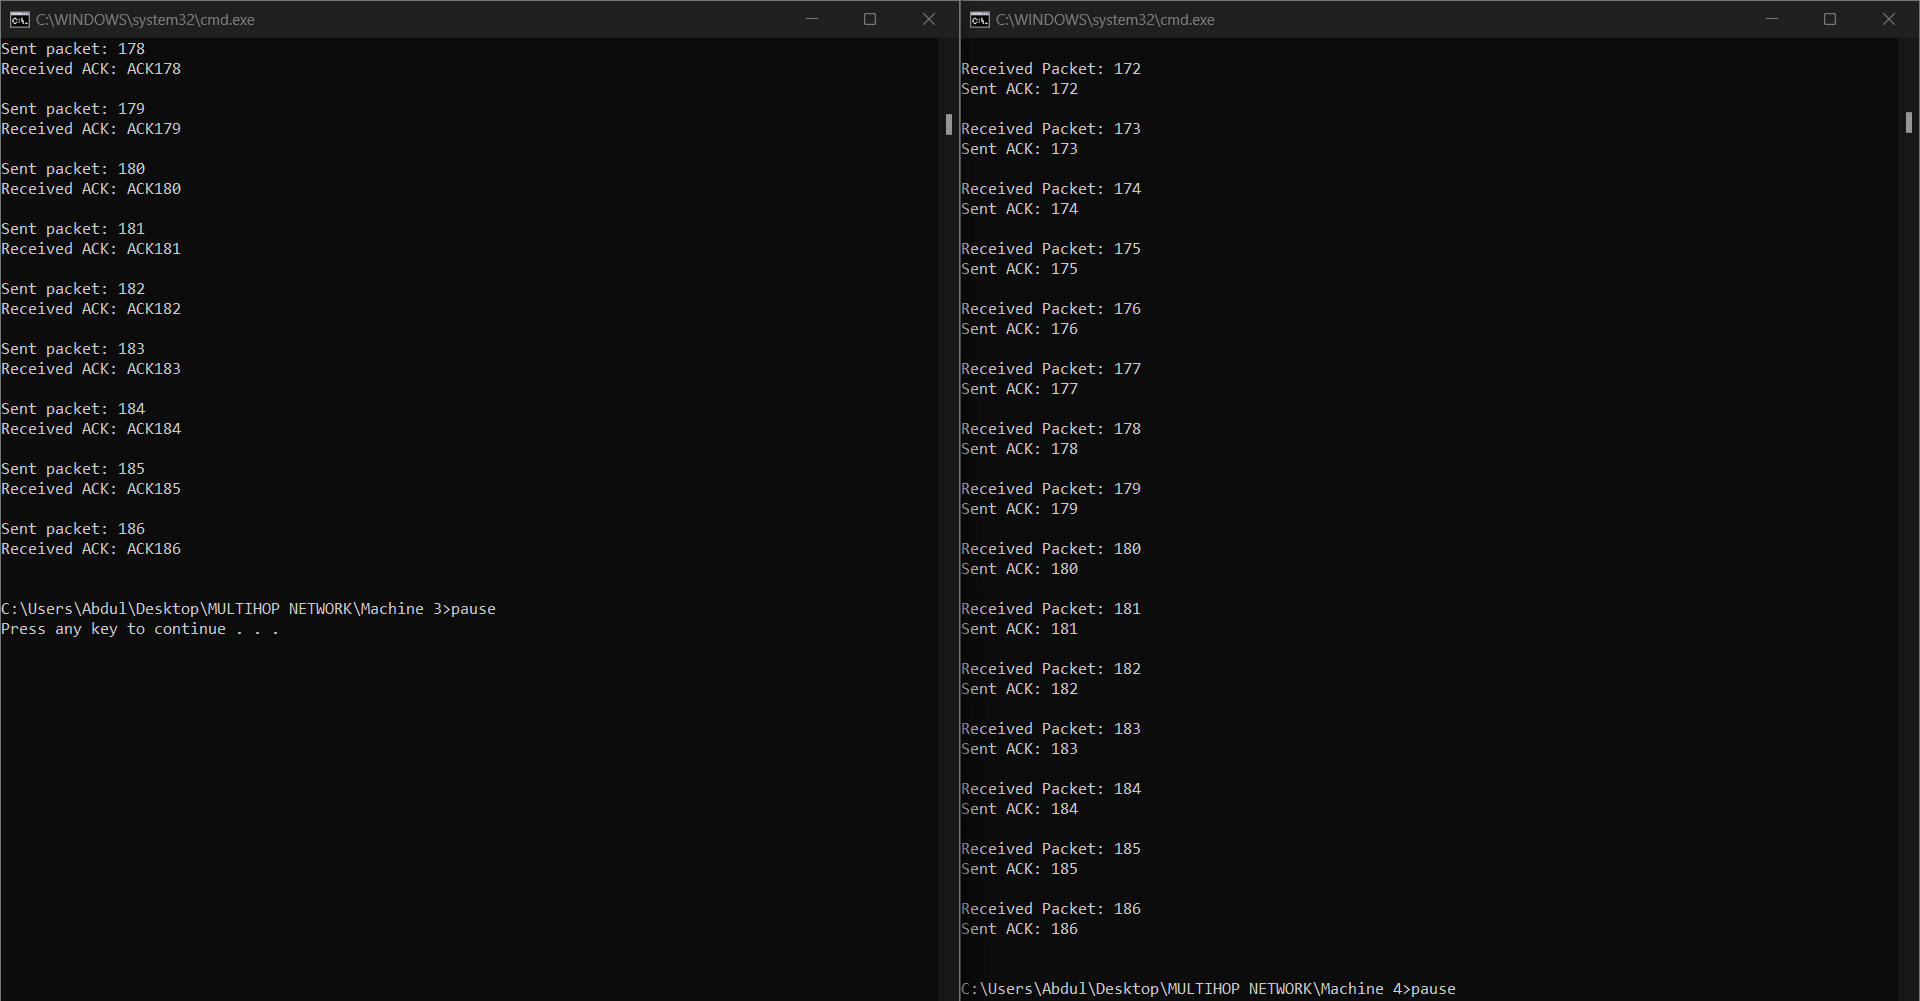 C:\WINDOWS\system32\cmd.exe
Sent packet: 178
Received ACK: ACK178
Sent packet: 179
Received ACK: ACK179
Sent packet: 180
Received ACK: ACK180
Sent packet: 181
Received ACK: ACK181
Sent packet: 182
Received ACK: ACK182
Sent packet: 183
Received ACK: ACK183
Sent packet: 184
Received ACK: ACK184
Sent packet: 185
Received ACK: ACK185
Sent packet: 186
Received ACK: ACK186
C:\Users\Abdul\Desktop\MULTIHOP NETWORK\Machine 3>pause
Press any key to continue . . .
C:\WINDOWS\system32\cmd.exe
Received Packet: 172
Sent ACK: 172
Received Packet: 173
Sent ACK: 173
Received Packet: 174
Sent ACK: 174
Received Packet: 175
Sent ACK: 175
Received Packet: 176
Sent ACK: 176
Received Packet: 177
Sent ACK: 177
Received Packet: 178
Sent ACK: 178
Received Packet: 179
Sent ACK: 179
Received Packet: 180
Sent ACK: 180
Received Packet: 181
Sent ACK: 181
Received Packet: 182
Sent ACK: 182
Received Packet: 183
Sent ACK: 183
Received Packet: 184
Sent ACK: 184
Received Packet: 185
Sent ACK: 185
Received Packet: 186
Sent ACK: 186
C:\Users\Abdul\Desktop\MULTIHOP NETWORK\Machine 4>pause